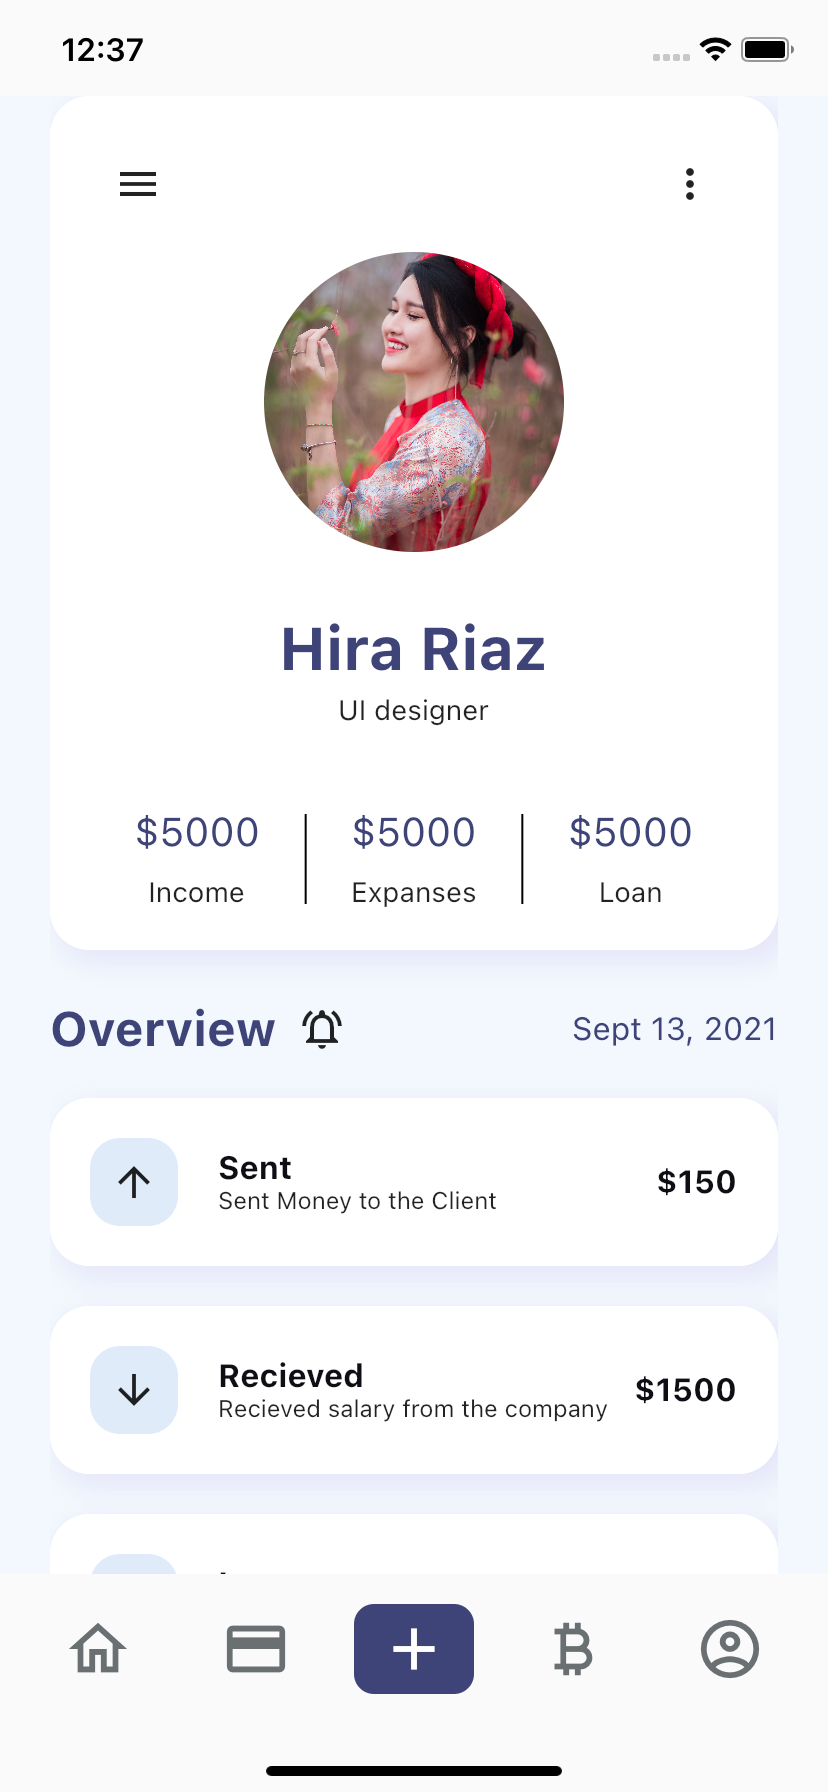 12:37
Hira Riaz
UI designer
$5000 $5000 $5000
Income Expanses Loan
Overview Sept 13, 2021
Sent
Sent Money to the Client
$150
Recieved
Recieved salary from the company
$1500